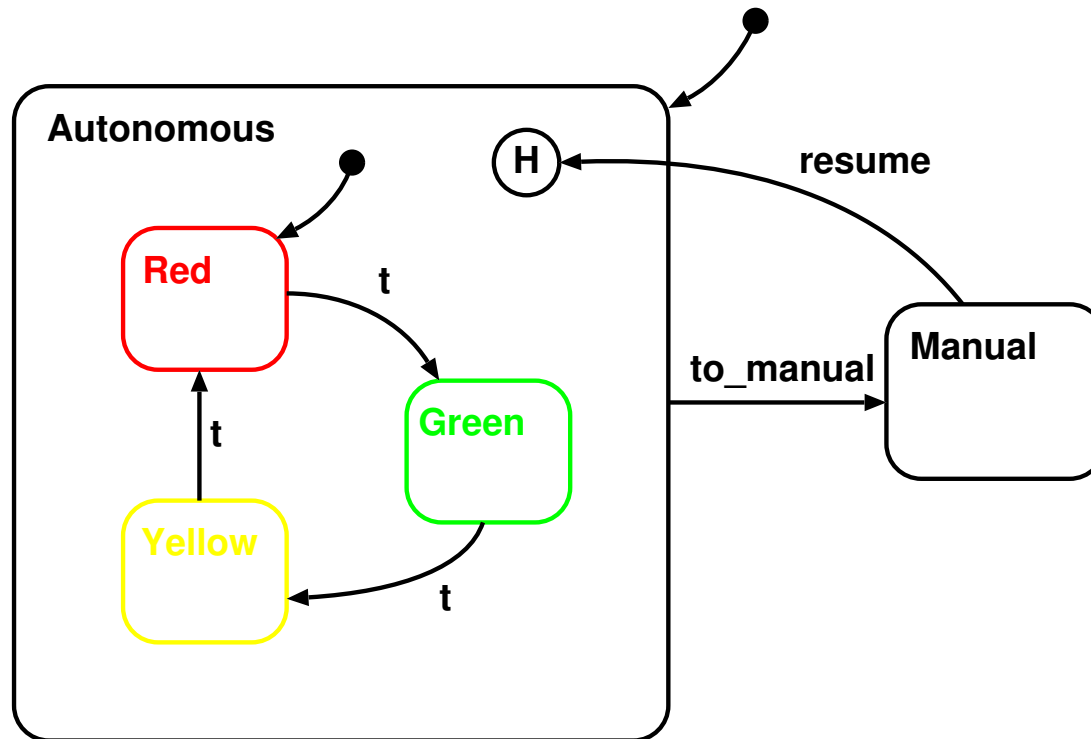 Autonomous
H
resume
Red
t
Manual
to_manual
Green
t
Yellow
t